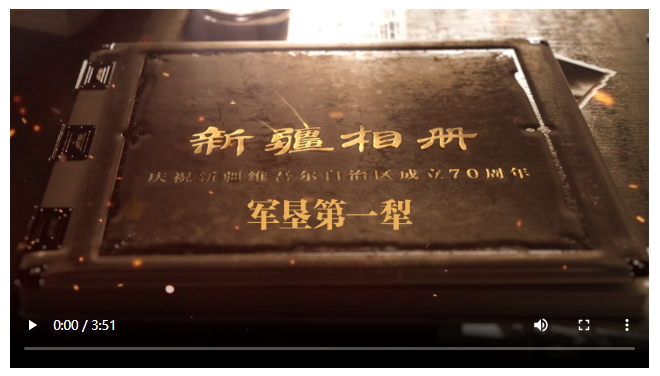 新疆相册
庆祝新疆维吾尔自治区成立70周年
军垦第一犁
0:00 / 3:51